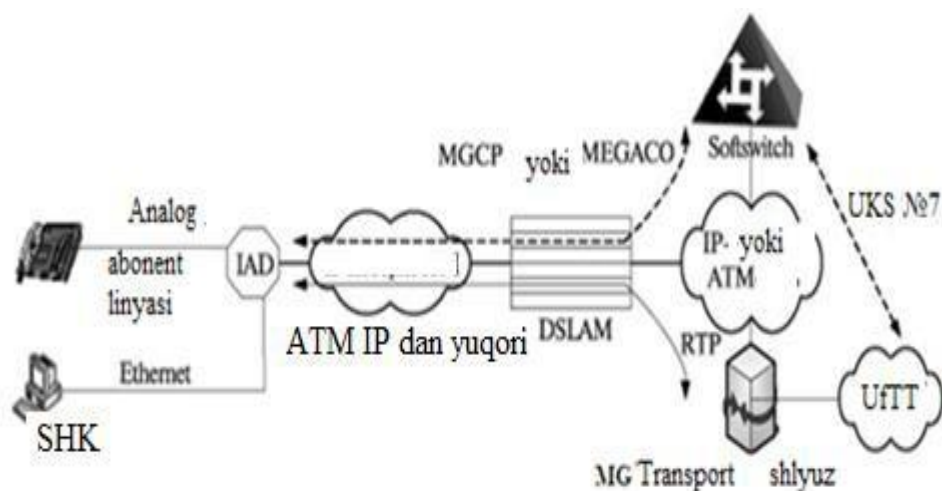 MGCP yoki MEGACO
Softswitch
UKS №7
Analog
abonent
linyasi
IAD
IP- yoki
ATM
ATM IP dan yuqori
DSLAM
RTP
Ethernet
SHK
UfTT
MG Transport shlyuz